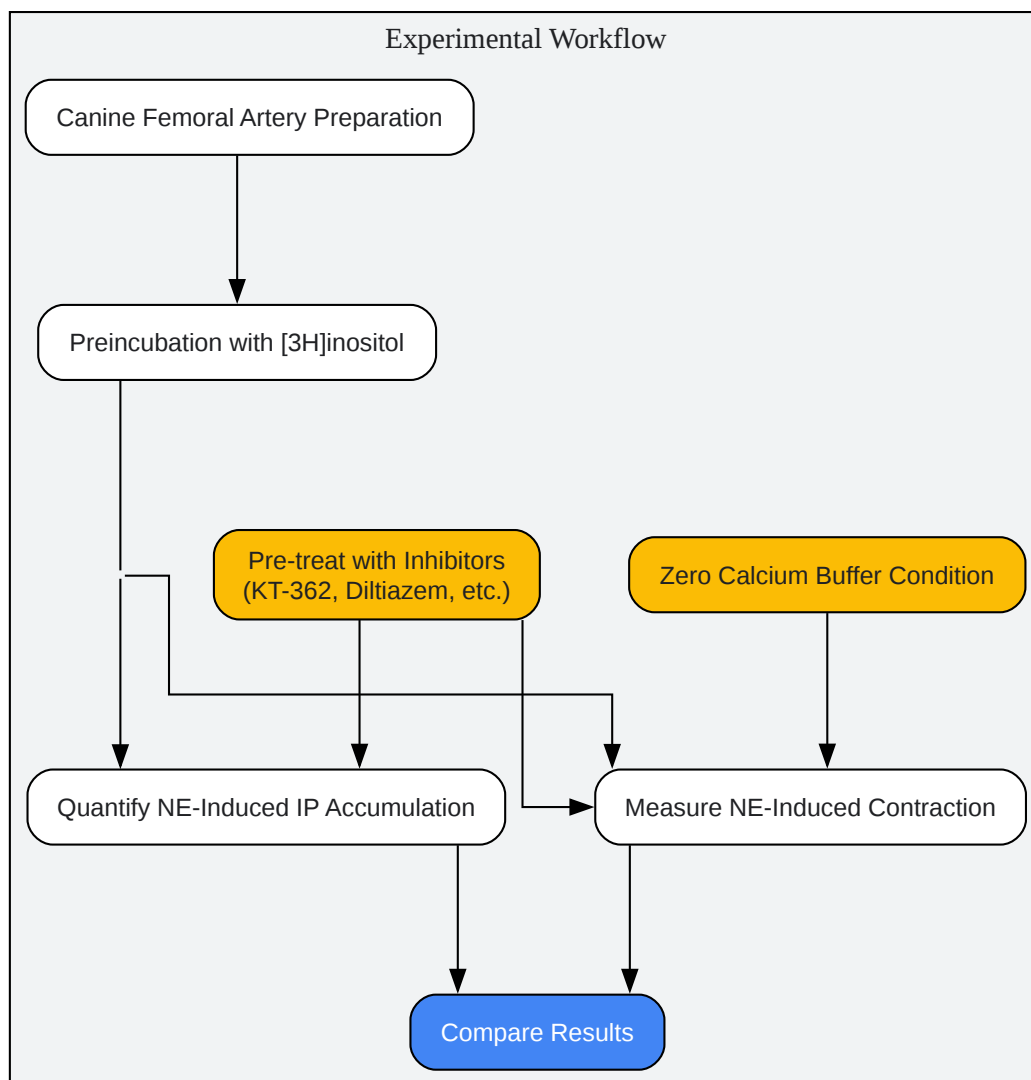 Experimental Workflow
Canine Femoral Artery Preparation
Preincubation with [3H]inositol
Pre-treat with Inhibitors
(KT-362, Diltiazem, etc.)
Zero Calcium Buffer Condition
Quantify NE-Induced IP Accumulation
Measure NE-Induced Contraction
Compare Results